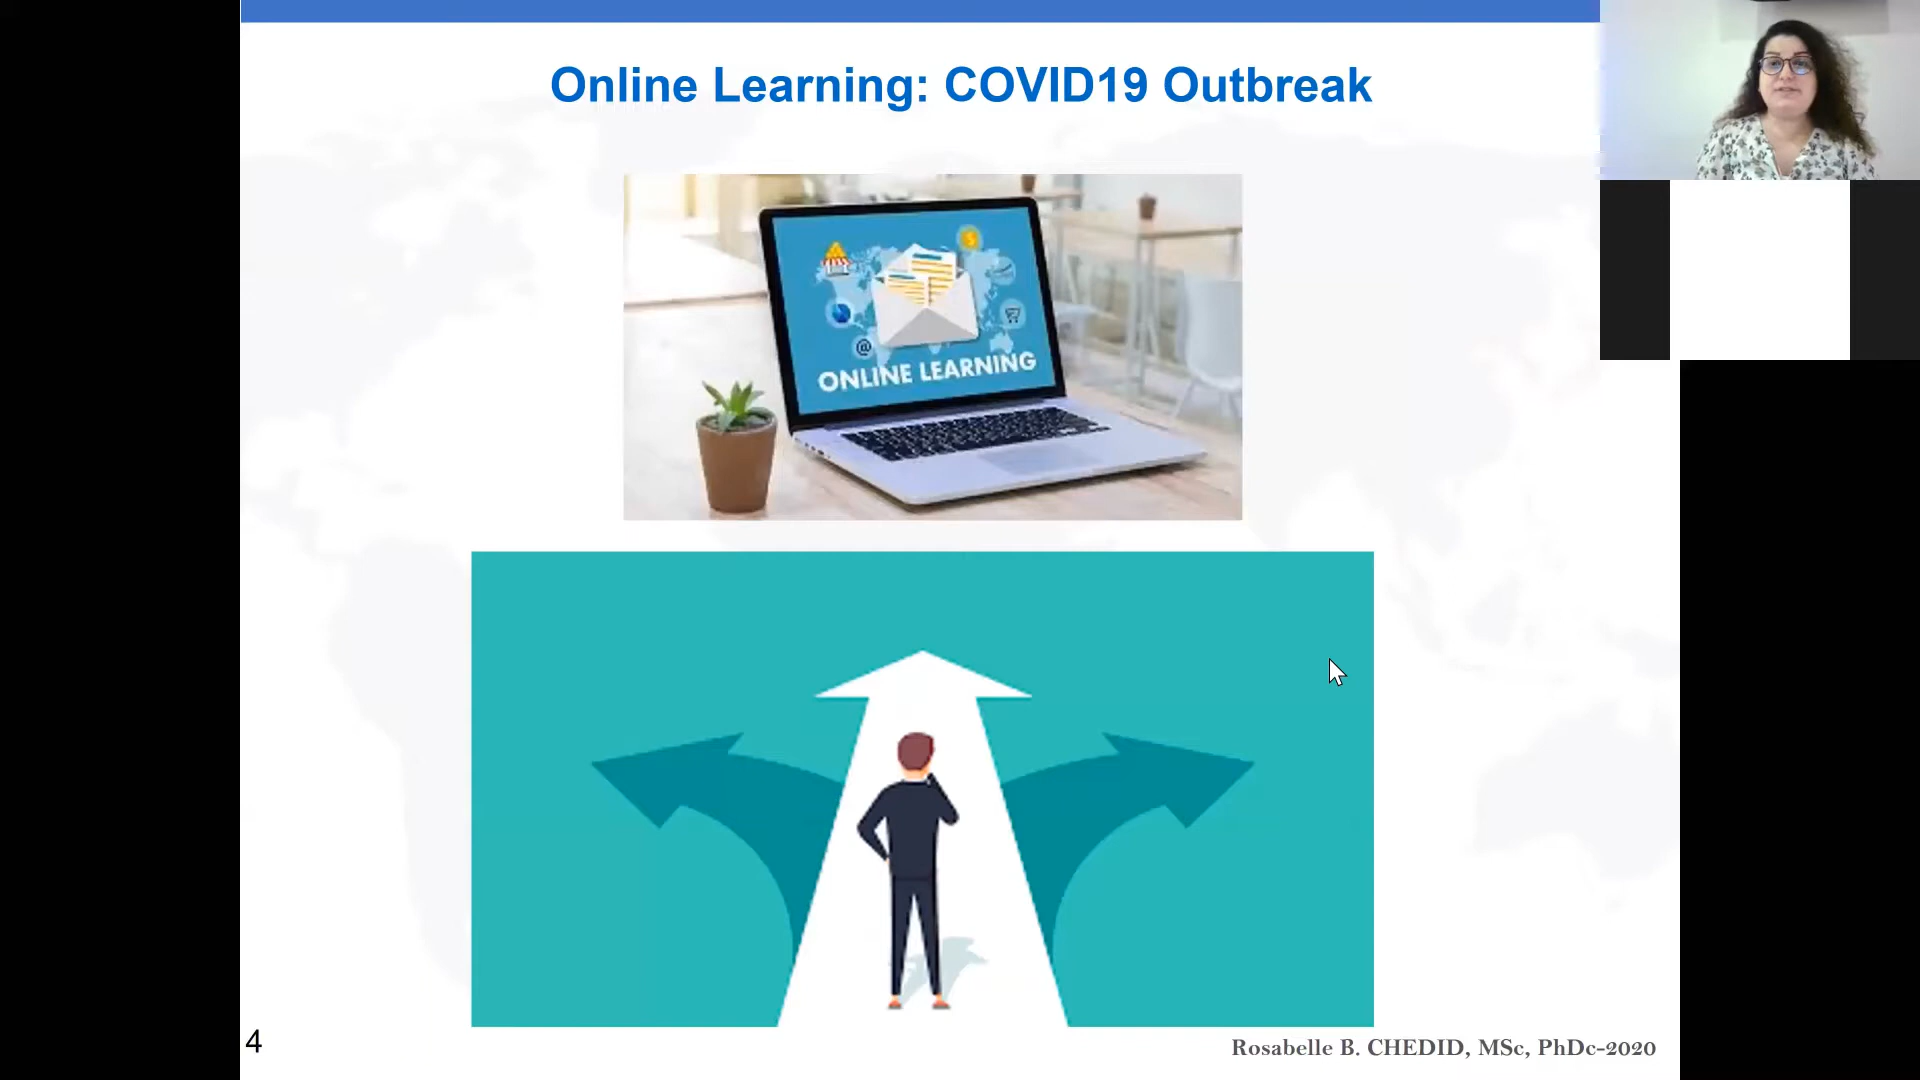 Online Learning: COVID19 Outbreak
$
@
ONLINE LEARNING
4
Rosabelle B. CHEDID, MSc, PhDc-2020